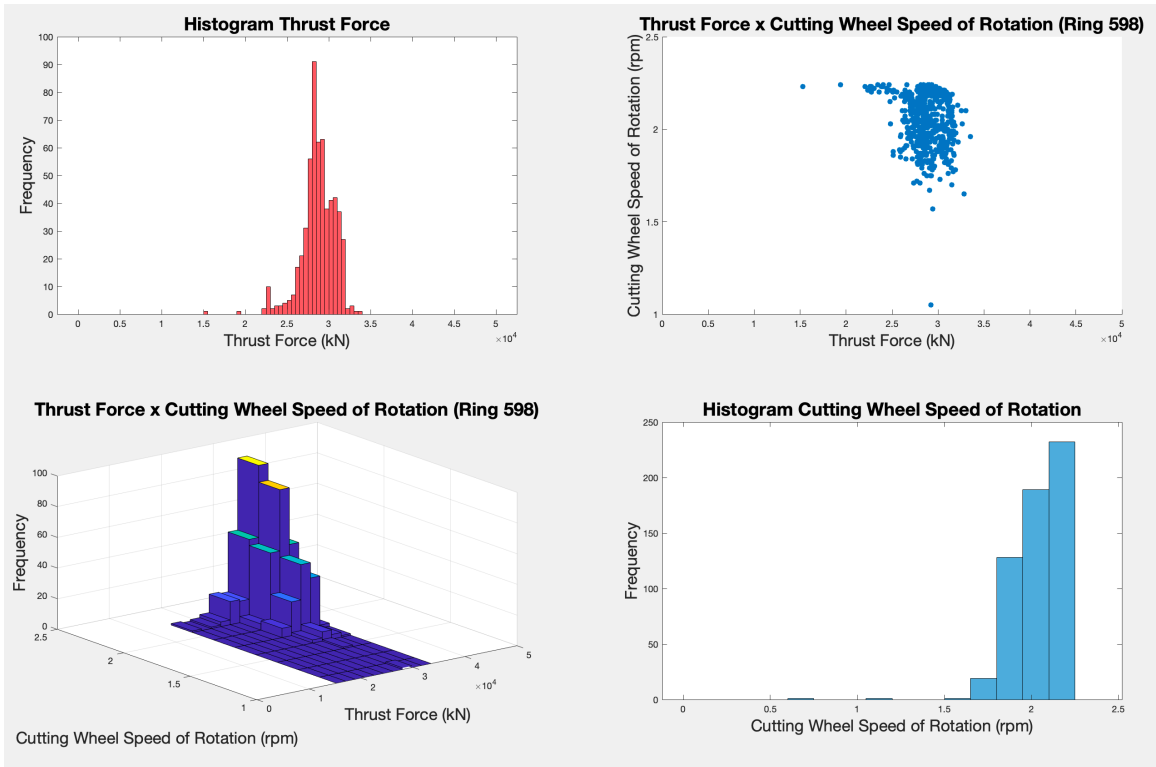 Histogram Thrust Force
100
90
80
70
60
50
40
30
20
10
0
Frequency
0 0.5 1 1.5 2 2.5 3 3.5 4 4.5 5
×10⁴
Thrust Force (kN)
Thrust Force x Cutting Wheel Speed of Rotation (Ring 598)
2.5
2
1.5
1
Cutting Wheel Speed of Rotation (rpm)
0 0.5 1 1.5 2 2.5 3 3.5 4 4.5 5
×10⁴
Thrust Force (kN)
Thrust Force x Cutting Wheel Speed of Rotation (Ring 598)
100
80
60
40
20
0
Frequency
2.5
2
1.5
1
0
1
2
3
4
5
×10⁴
Thrust Force (kN)
Cutting Wheel Speed of Rotation (rpm)
Histogram Cutting Wheel Speed of Rotation
250
200
150
100
50
0
Frequency
0 0.5 1 1.5 2 2.5
Cutting Wheel Speed of Rotation (rpm)